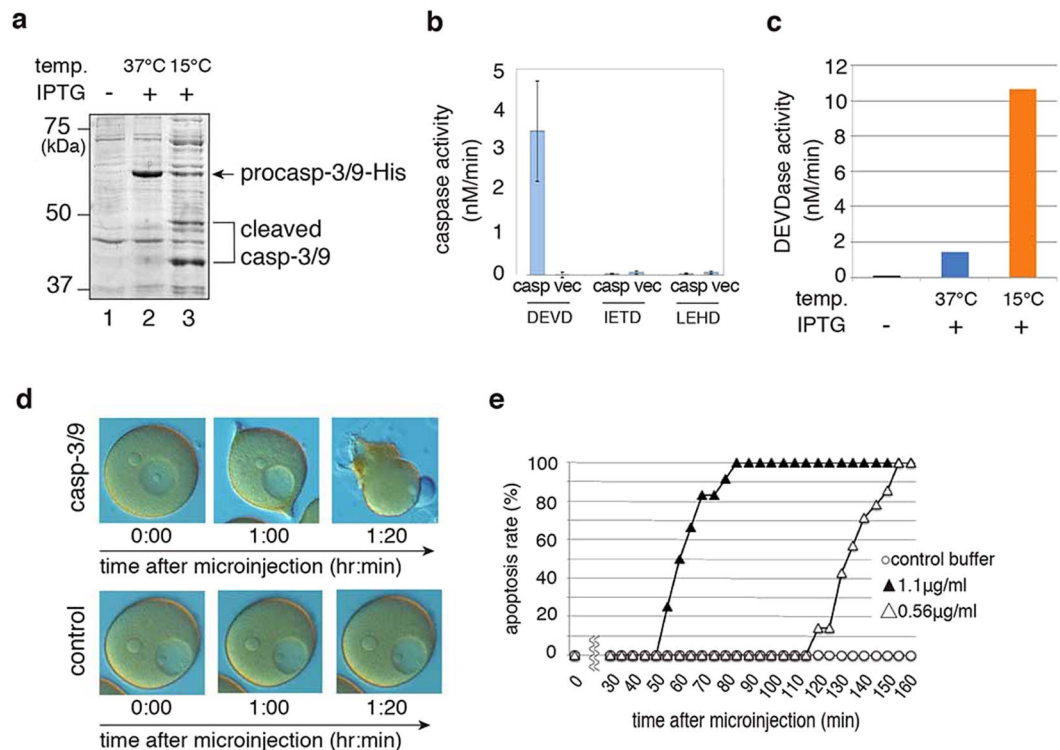 a
temp. 37°C 15°C
IPTG - + +
75
(kDa)
50
37
procasp-3/9-His
cleaved
casp-3/9
1 2 3
b
caspase activity
(nM/min)
5
4
3
2
1
0
casp vec casp vec casp vec
DEVD IETD LEHD
c
DEVDase activity
(nM/min)
12
10
8
6
4
2
0
temp. 37°C 15°C
IPTG - + +
d
casp-3/9
0:00 1:00 1:20
time after microinjection (hr:min)
control
0:00 1:00 1:20
time after microinjection (hr:min)
e
apoptosis rate (%)
100
80
60
40
20
0
control buffer
1.1μg/ml
0.56μg/ml
0 30 40 50 60 70 80 90 100 110 120 130 140 150 160
time after microinjection (min)